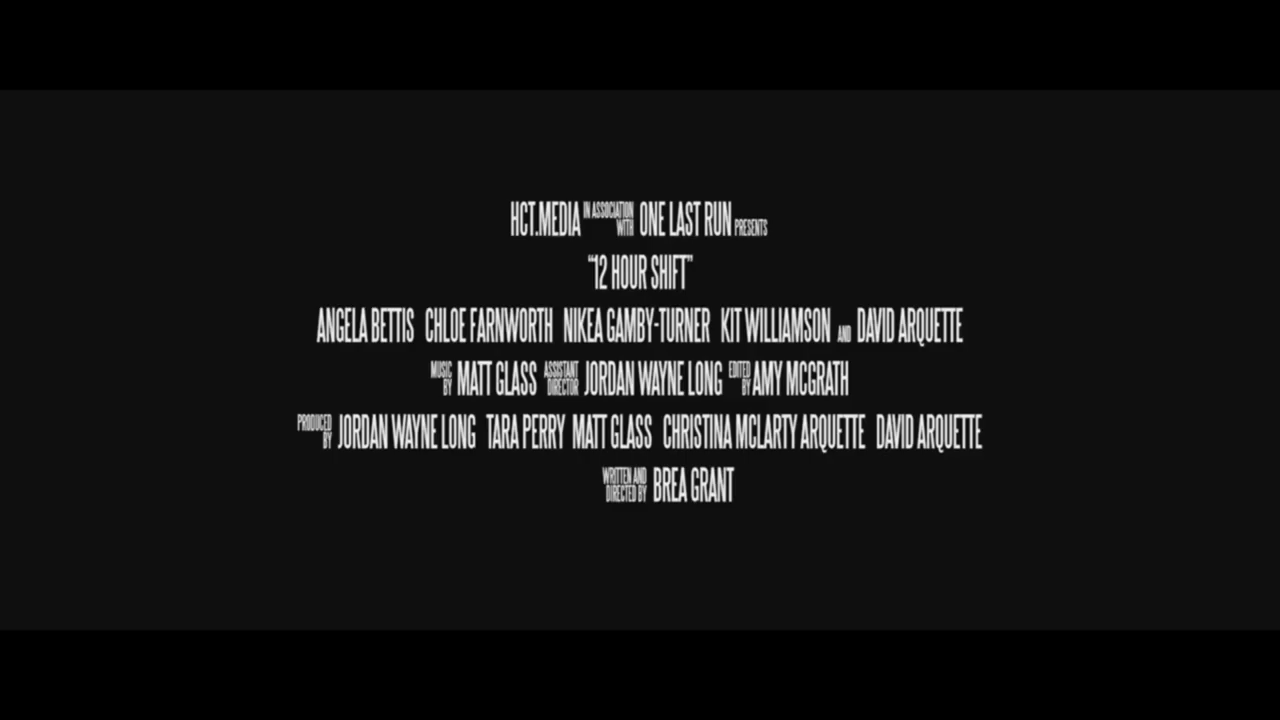 HCT.MEDIA IN ASSOCIATION WITH ONE LAST RUN PRESENTS
"12 HOUR SHIFT"
ANGELA BETTIS CHLOE FARNWORTH NIKEA GAMBY-TURNER KIT WILLIAMSON AND DAVID ARQUETTE
MUSIC BY MATT GLASS ASSISTANT DIRECTOR JORDAN WAYNE LONG EDITED BY AMY MCGRATH
PRODUCED BY JORDAN WAYNE LONG TARA PERRY MATT GLASS CHRISTINA MCLARTY ARQUETTE DAVID ARQUETTE
WRITTEN AND DIRECTED BY BREA GRANT